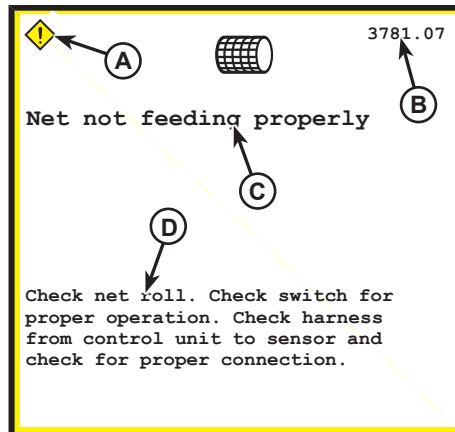 3781.07
A
B
Net not feeding properly
C
D
Check net roll. Check switch for
proper operation. Check harness
from control unit to sensor and
check for proper connection.